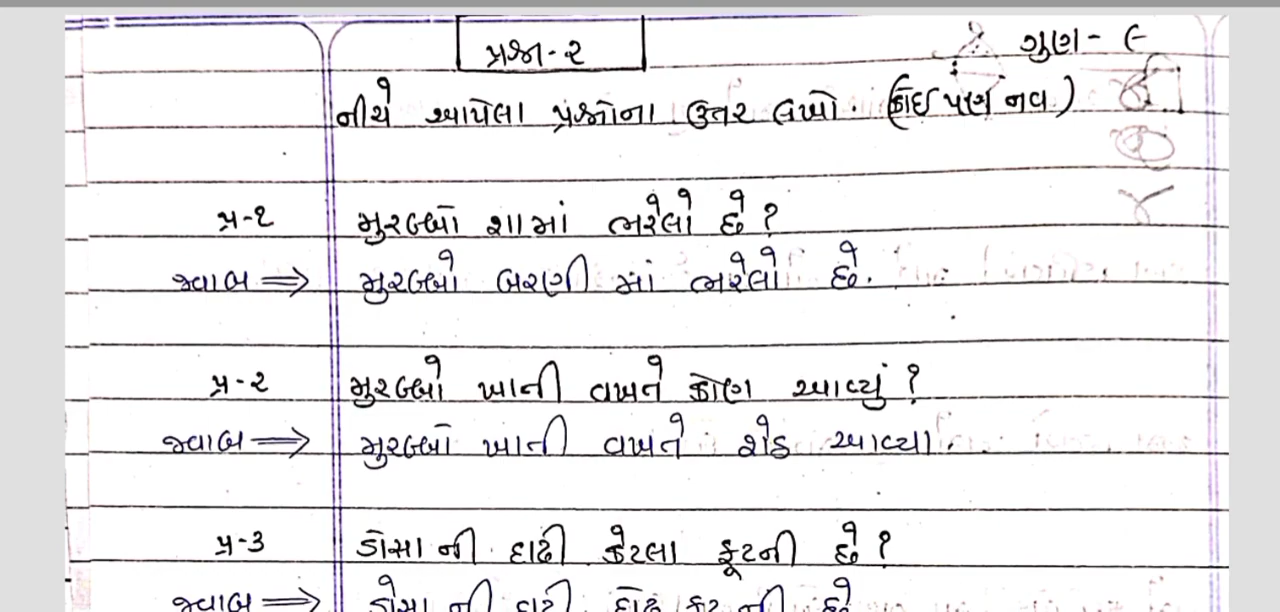 પ્રશ્ન-૨
ગુણ- ૯
નીચે આપેલા પ્રશ્નોના ઉત્તર લખો. (કોઈ પણ નવ)
પ્ર-૧ મુરબ્બો શામાં ભરેલો છે?
જવાબ ⇒ મુરબ્બો બરણી માં ભરેલો છે.
પ્ર-૨ મુરબ્બો ખાની વખતે કોણ આવ્યું?
જવાબ ⇒ મુરબ્બો ખાની વખતે શેઠ આવ્યા.
પ્ર-૩ ડોસા ની દાઢી કેટલા ફૂટની છે?
જવાબ ⇒ ડોસા ની દાઢી દોઢ ફુટ ની છે